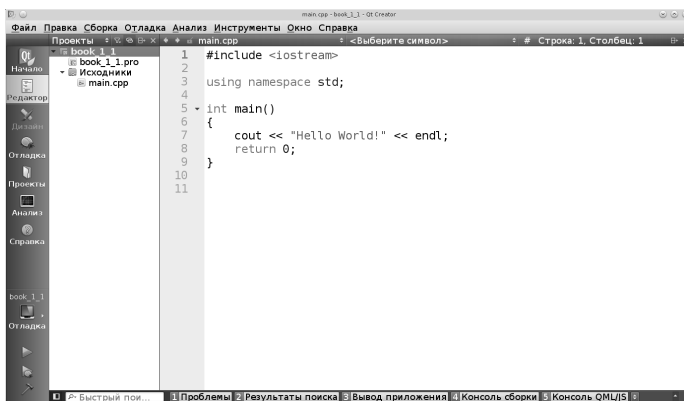 main.cpp - book_1_1 - Qt Creator
Файл Правка Сборка Отладка Анализ Инструменты Окно Справка
Проекты
main.cpp
<Выберите символ>
# Строка: 1, Столбец: 1
Qt
Начало
Редактор
Дизайн
Отладка
Проекты
Анализ
Справка
book_1_1
Отладка
book_1_1
book_1_1.pro
Исходники
main.cpp
1 #include <iostream>
2
3 using namespace std;
4
5 int main()
6 {
7 cout << "Hello World!" << endl;
8 return 0;
9 }
10
11
Быстрый пои...
1 Проблемы 2 Результаты поиска 3 Вывод приложения 4 Консоль сборки 5 Консоль QML/JS